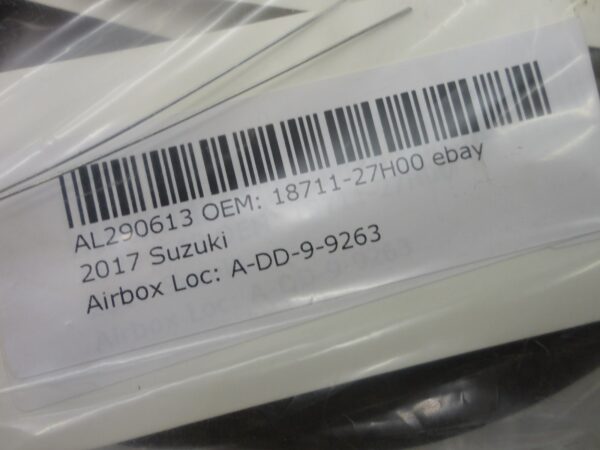 AL290613 OEM: 18711-27H00 ebay
2017 Suzuki
Airbox Loc: A-DD-9-9263